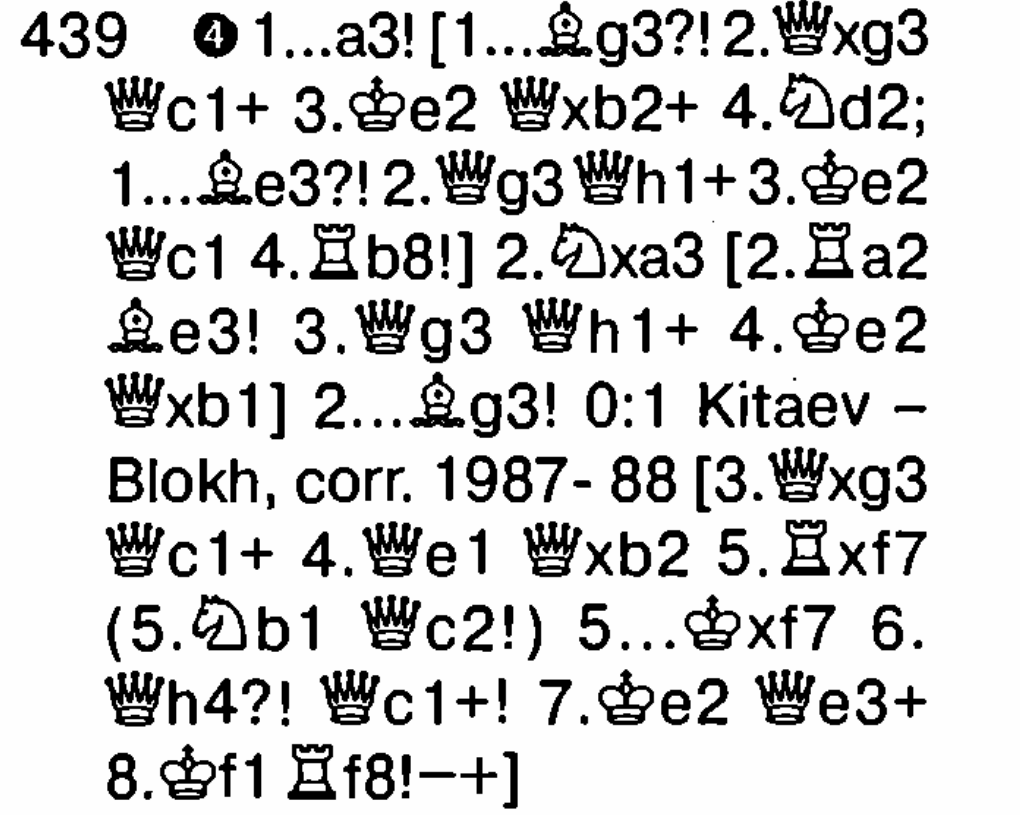 439 ❹ 1...a3! [1...♗g3?! 2.♕xg3
♕c1+ 3.♔e2 ♕xb2+ 4.♘d2;
1...♗e3?! 2.♕g3 ♕h1+ 3.♔e2
♕c1 4.♖b8!] 2.♘xa3 [2.♖a2
♗e3! 3.♕g3 ♕h1+ 4.♔e2
♕xb1] 2...♗g3! 0:1 Kitaev –
Blokh, corr. 1987- 88 [3.♕xg3
♕c1+ 4.♕e1 ♕xb2 5.♖xf7
(5.♘b1 ♕c2!) 5...♔xf7 6.
♕h4?! ♕c1+! 7.♔e2 ♕e3+
8.♔f1 ♖f8!–+]